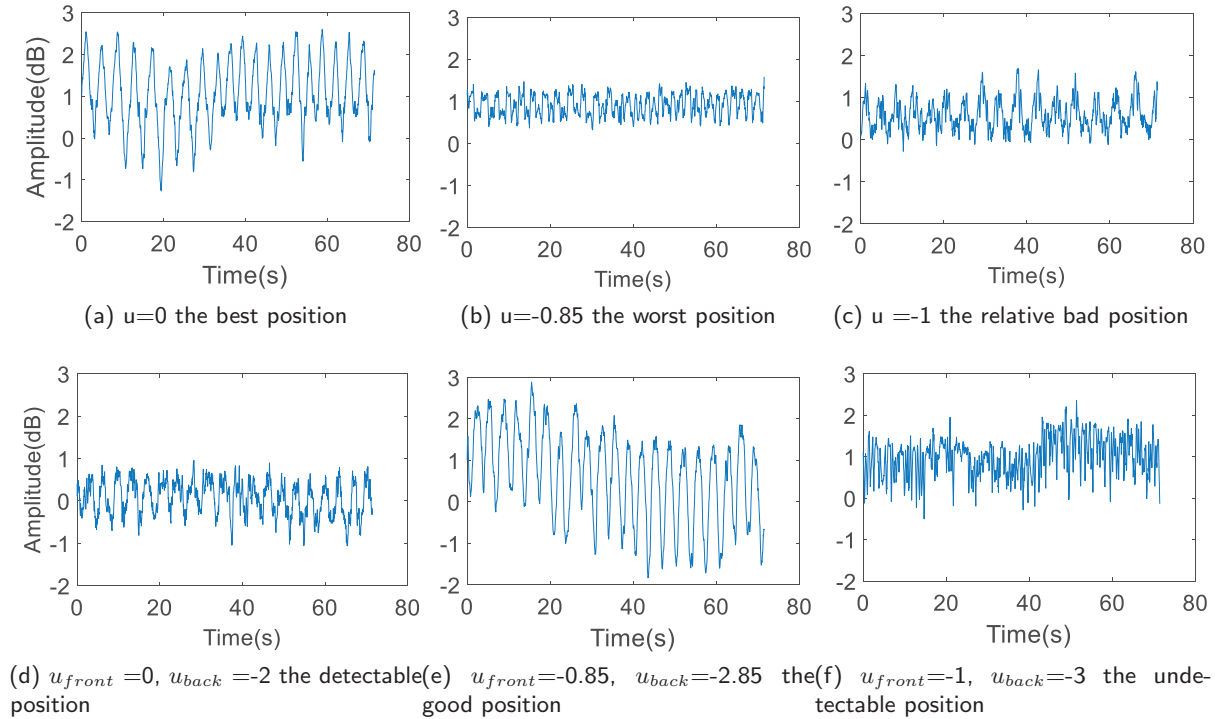 3
2
1
0
-1
-2
Amplitude(dB)
0 20 40 60 80
Time(s)
(a) u=0 the best position
3
2
1
0
-1
-2
0 20 40 60 80
Time(s)
(b) u=-0.85 the worst position
3
2
1
0
-1
-2
0 20 40 60 80
Time(s)
(c) u =-1 the relative bad position
3
2
1
0
-1
-2
Amplitude(dB)
0 20 40 60 80
Time(s)
(d) u_front =0, u_back =-2 the detectable
position
3
2
1
0
-1
-2
0 20 40 60 80
Time(s)
(e) u_front=-0.85, u_back=-2.85 the
good position
3
2
1
0
-1
-2
0 20 40 60 80
Time(s)
(f) u_front=-1, u_back=-3 the unde-
tectable position